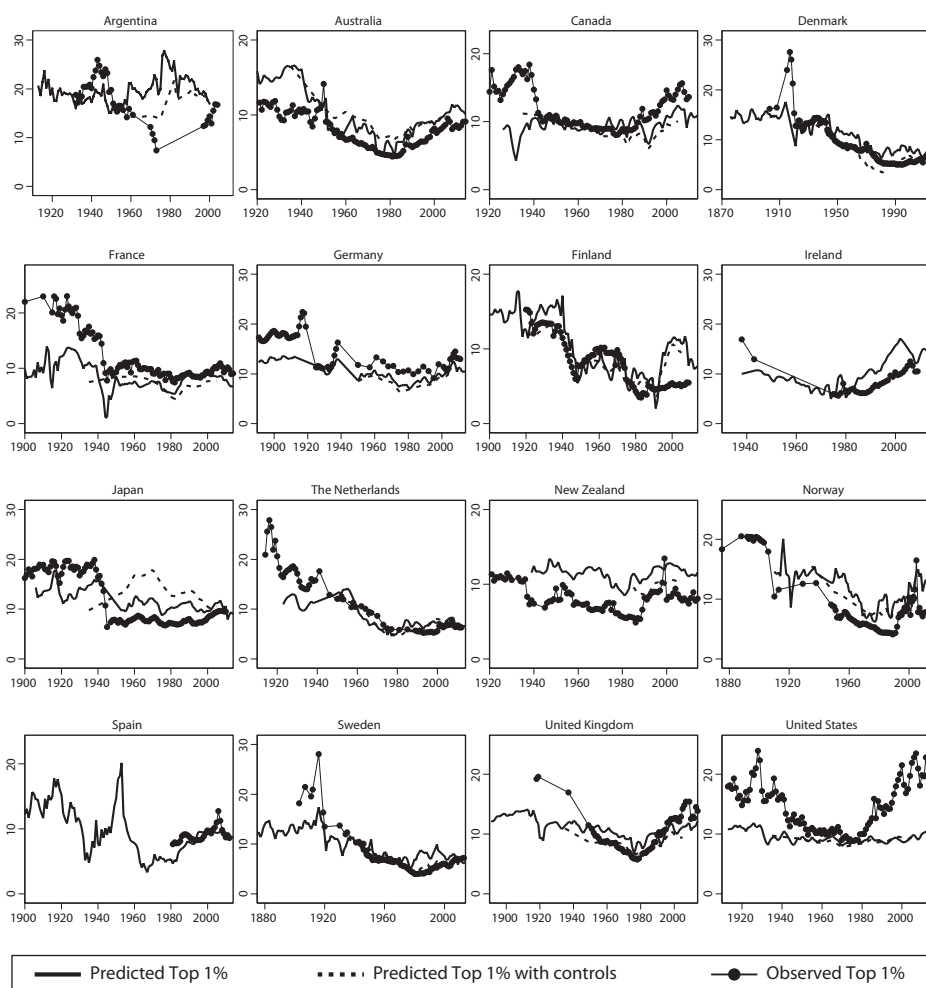 Argentina Australia Canada Denmark
30 20 20 30
20 10 10 20
10 0 0 10
0
1920 1940 1960 1980 2000 1920 1940 1960 1980 2000 1920 1940 1960 1980 2000 1870 1910 1950 1990
France Germany Finland Ireland
20 30 20 30
10 20 10 20
0 10 0 10
0 0
1900 1920 1940 1960 1980 2000 1900 1920 1940 1960 1980 2000 1900 1920 1940 1960 1980 2000 1940 1960 1980 2000
Japan The Netherlands New Zealand Norway
30 30 20 20
20 20 10 10
10 10 0 0
0 0
1900 1920 1940 1960 1980 2000 1920 1940 1960 1980 2000 1920 1940 1960 1980 2000 1880 1920 1960 2000
Spain Sweden United Kingdom United States
20 30 20 20
10 20 10 10
0 10 0 0
0
1900 1920 1940 1960 1980 2000 1880 1920 1960 2000 1900 1920 1940 1960 1980 2000 1920 1940 1960 1980 2000
Predicted Top 1% Predicted Top 1% with controls Observed Top 1%